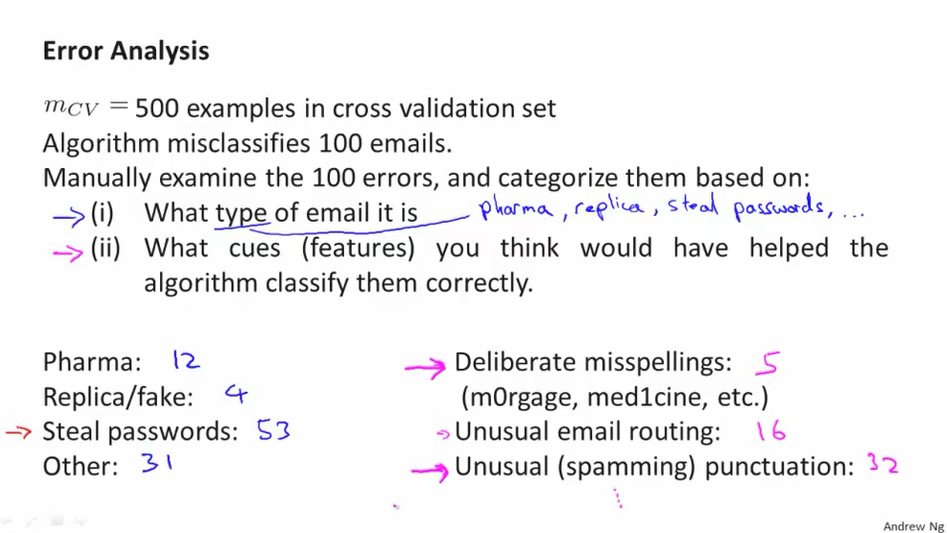 Error Analysis
m_CV = 500 examples in cross validation set
Algorithm misclassifies 100 emails.
Manually examine the 100 errors, and categorize them based on:
→ (i) What type of email it is pharma, replica, steal passwords, ...
→ (ii) What cues (features) you think would have helped the
algorithm classify them correctly.
Pharma: 12
Replica/fake: 4
→ Steal passwords: 53
Other: 31
→ Deliberate misspellings: 5
(m0rgage, med1cine, etc.)
→ Unusual email routing: 16
→ Unusual (spamming) punctuation: 32
⋮
Andrew Ng